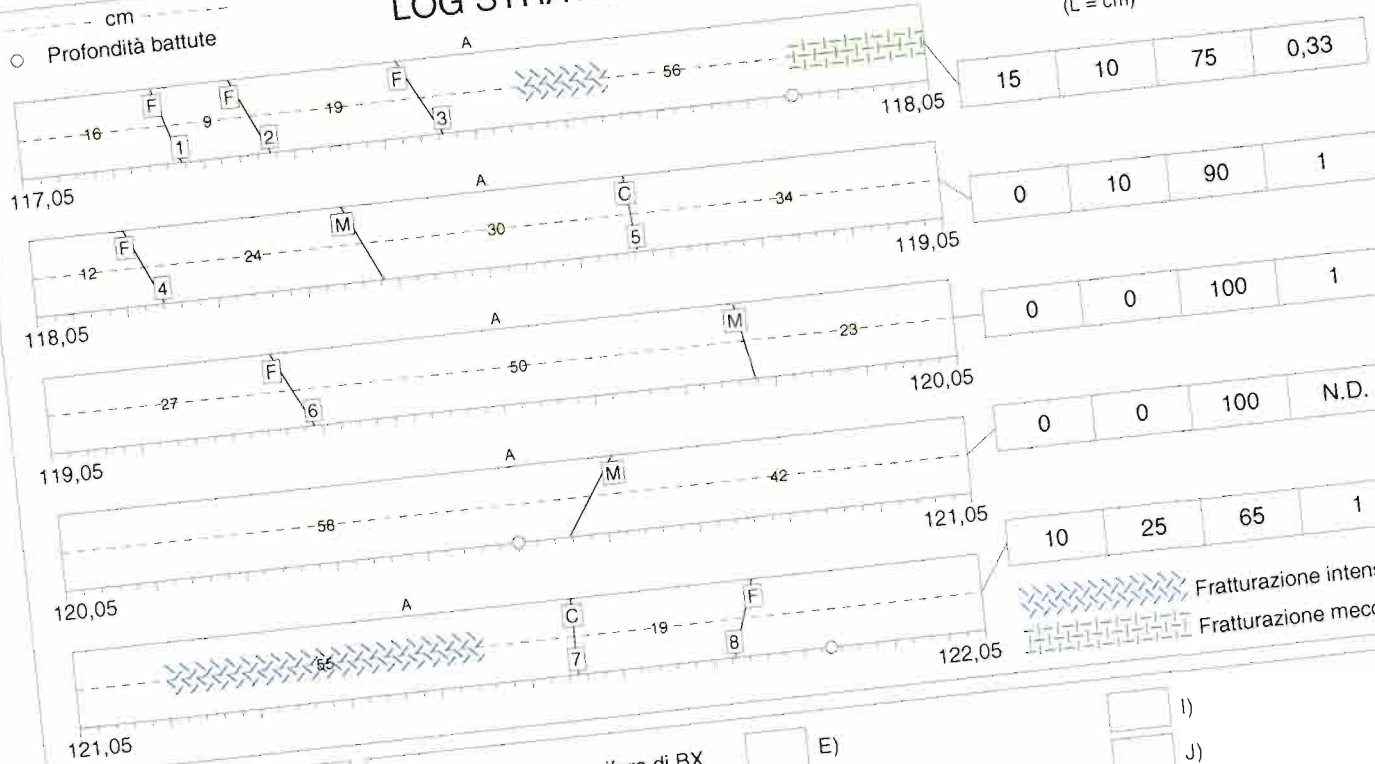 cm
LOG STRA
(L = cm)
Profondità battute
A
F F F
16 9 19 56
1 2 3
117,05 118,05
15 10 75 0,33
A
F M C
12 24 30 34
4 5
118,05 119,05
0 10 90 1
A
F M
27 50 23
6
119,05 120,05
0 0 100 1
A
M
58 42
120,05 121,05
0 0 100 N.D.
A
C F
55 19
7 8
121,05 122,05
10 25 65 1
Fratturazione intens
Fratturazione mecc
di BX
E)
I)
J)